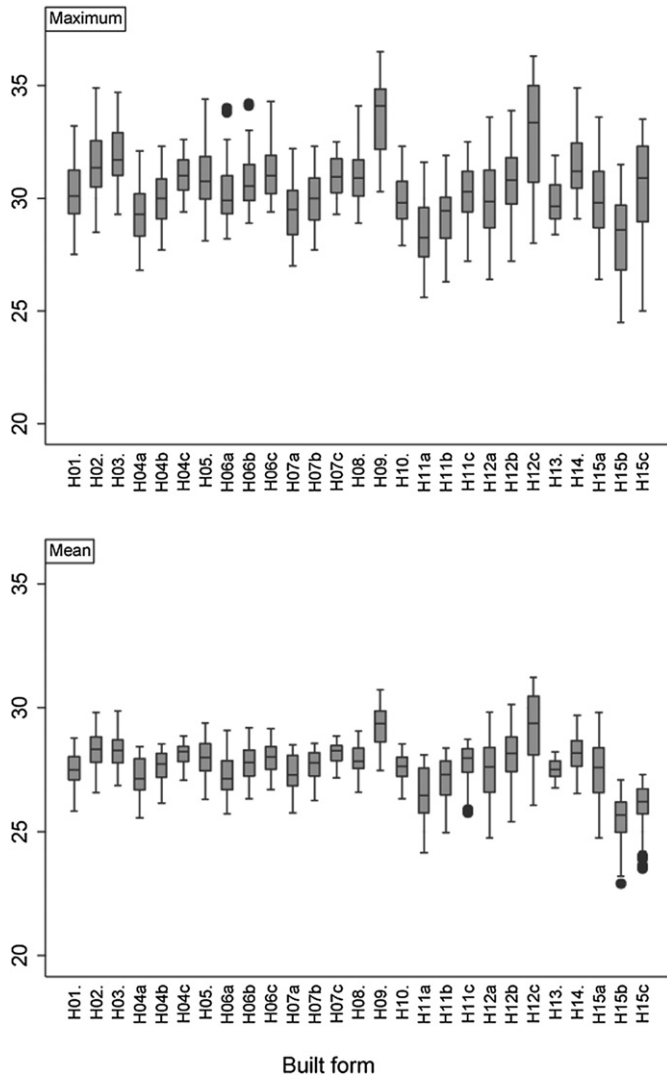 Maximum
35
30
25
20
H01. H02. H03. H04a H04b H04c H05. H06a H06b H06c H07a H07b H07c H08. H09. H10. H11a H11b H11c H12a H12b H12c H13. H14. H15a H15b H15c
Mean
35
30
25
20
H01. H02. H03. H04a H04b H04c H05. H06a H06b H06c H07a H07b H07c H08. H09. H10. H11a H11b H11c H12a H12b H12c H13. H14. H15a H15b H15c
Built form